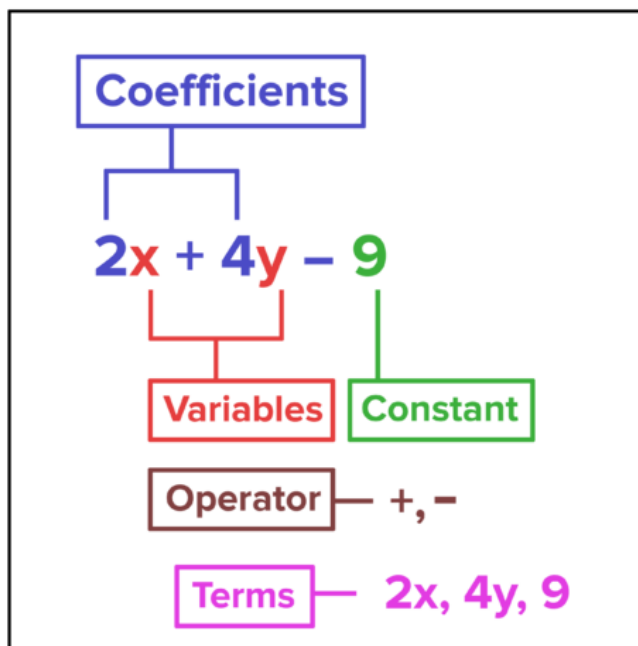 Coefficients
2x + 4y – 9
Variables
Constant
Operator — +, -
Terms — 2x, 4y, 9